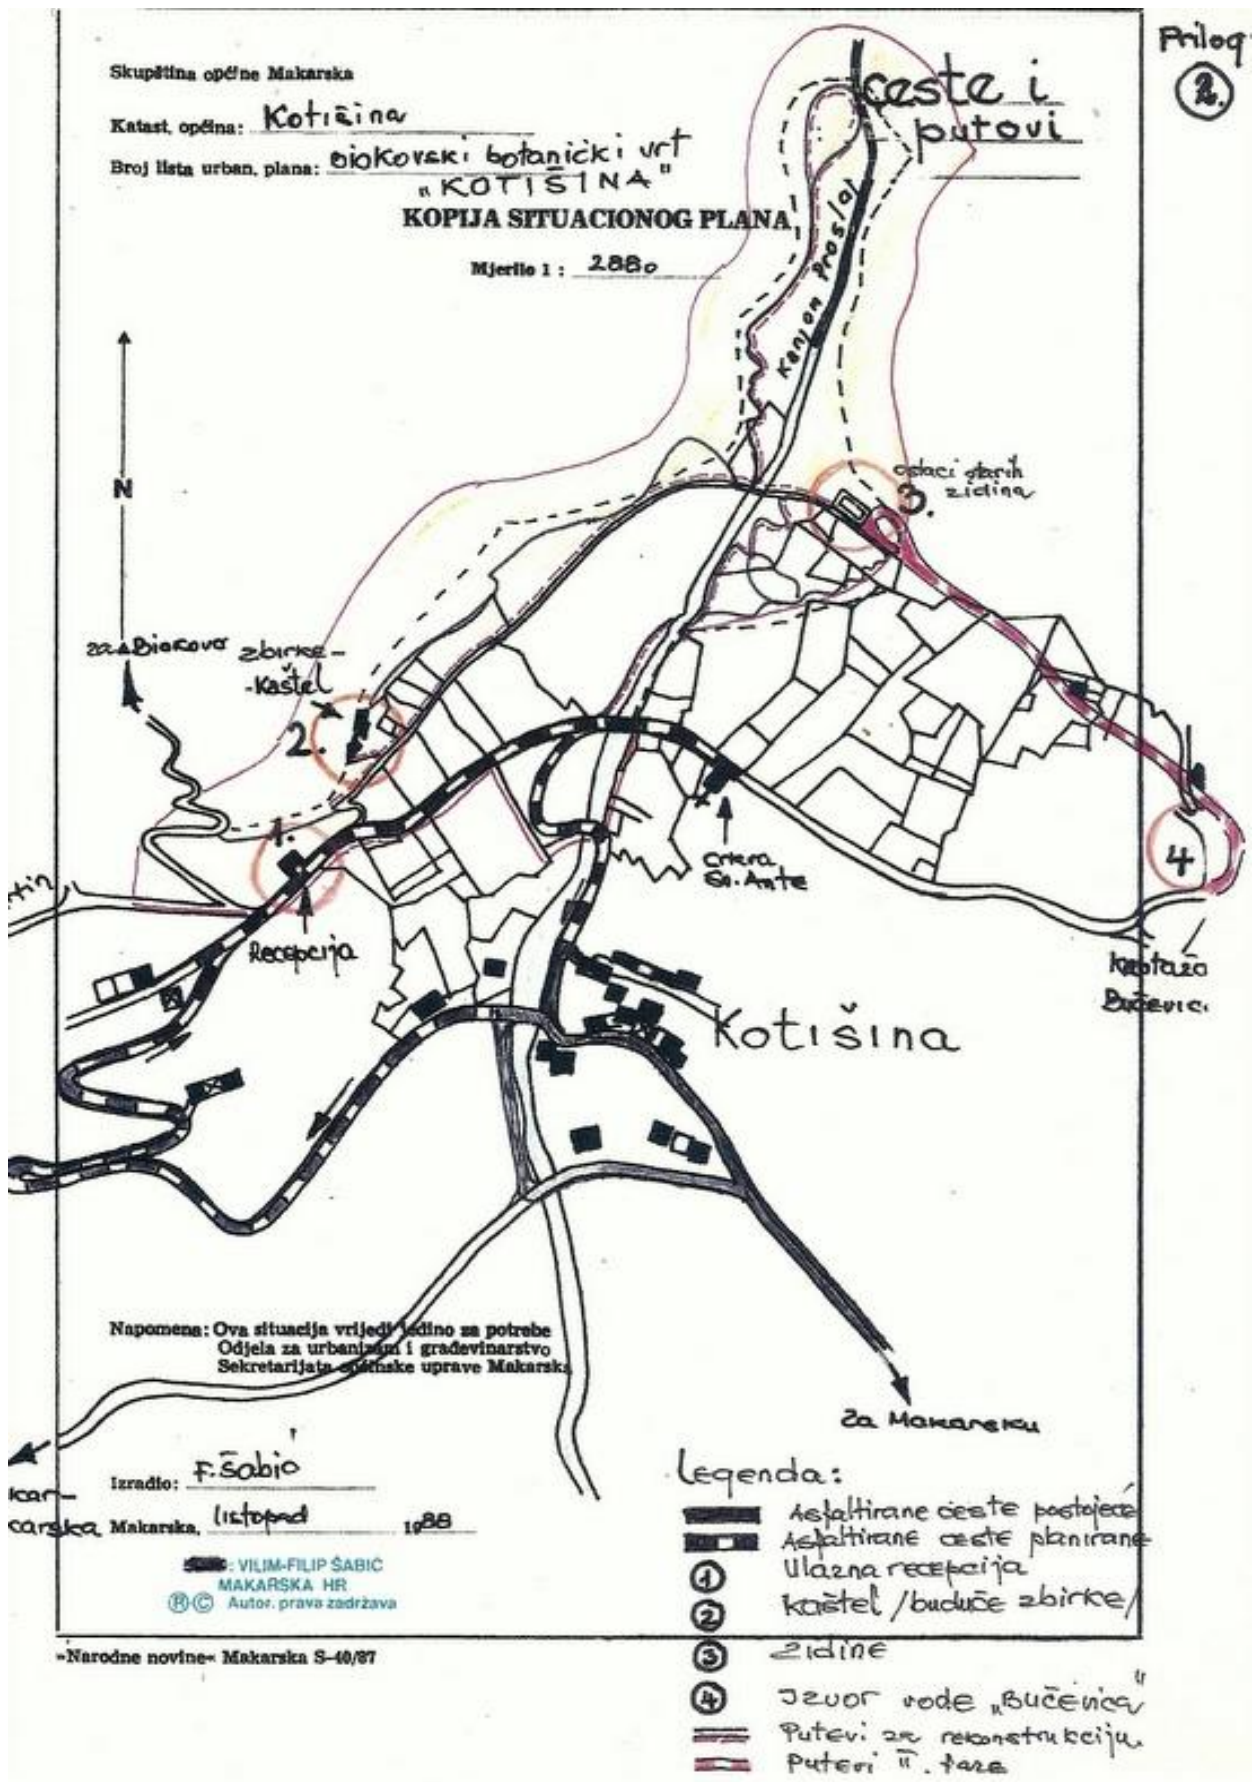 Prilog
2.
Skupština općine Makarska
Katast. općina: Kotišina
Broj lista urban. plana: Biokovski botanički vrt
"KOTIŠINA"
KOPIJA SITUACIONOG PLANA
Mjerilo 1 : 2880
ceste i
putovi
Kanjon Proslap
N
ostaci starih
zidina
3.
za Biokovo
zbirke-
-Kaštel
2.
1.
Recepcija
crkva
Sv. Ante
4
Bučevic
Kotišina
Napomena: Ova situacija vrijedi jedino za potrebe
Odjela za urbanizam i građevinarstvo
Sekretarijata općinske uprave Makarska
za Makarsku
Izradio: F. Šabić
Makarska, listopad 1988
carska
: VILIM-FILIP ŠABIĆ
MAKARSKA HR
® © Autor. prava zadržava
»Narodne novine« Makarska S-40/87
Legenda:
Asfaltirane ceste postojeće
Asfaltirane ceste planirane
1 Ulazna recepcija
2 Kaštel /buduće zbirke/
3 Zidine
4 Izvor vode „Bučevica"
Putevi za rekonstrukciju.
Putevi II. faze